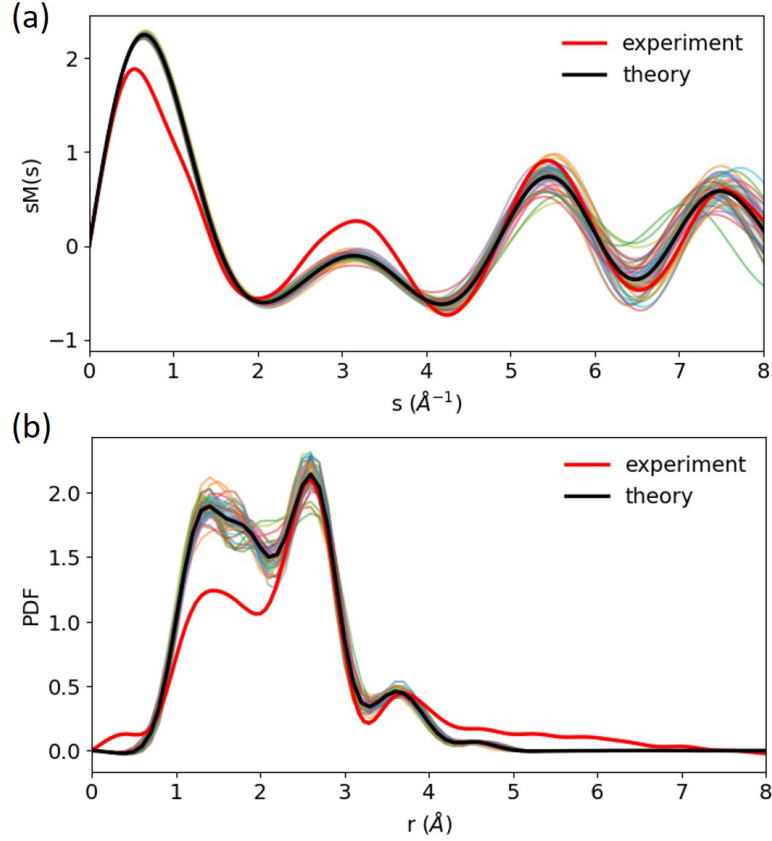 (a)
experiment
theory
2
1
0
−1
sM(s)
0 1 2 3 4 5 6 7 8
s (Å⁻¹)
(b)
experiment
theory
2.0
1.5
1.0
0.5
0.0
PDF
0 1 2 3 4 5 6 7 8
r (Å)